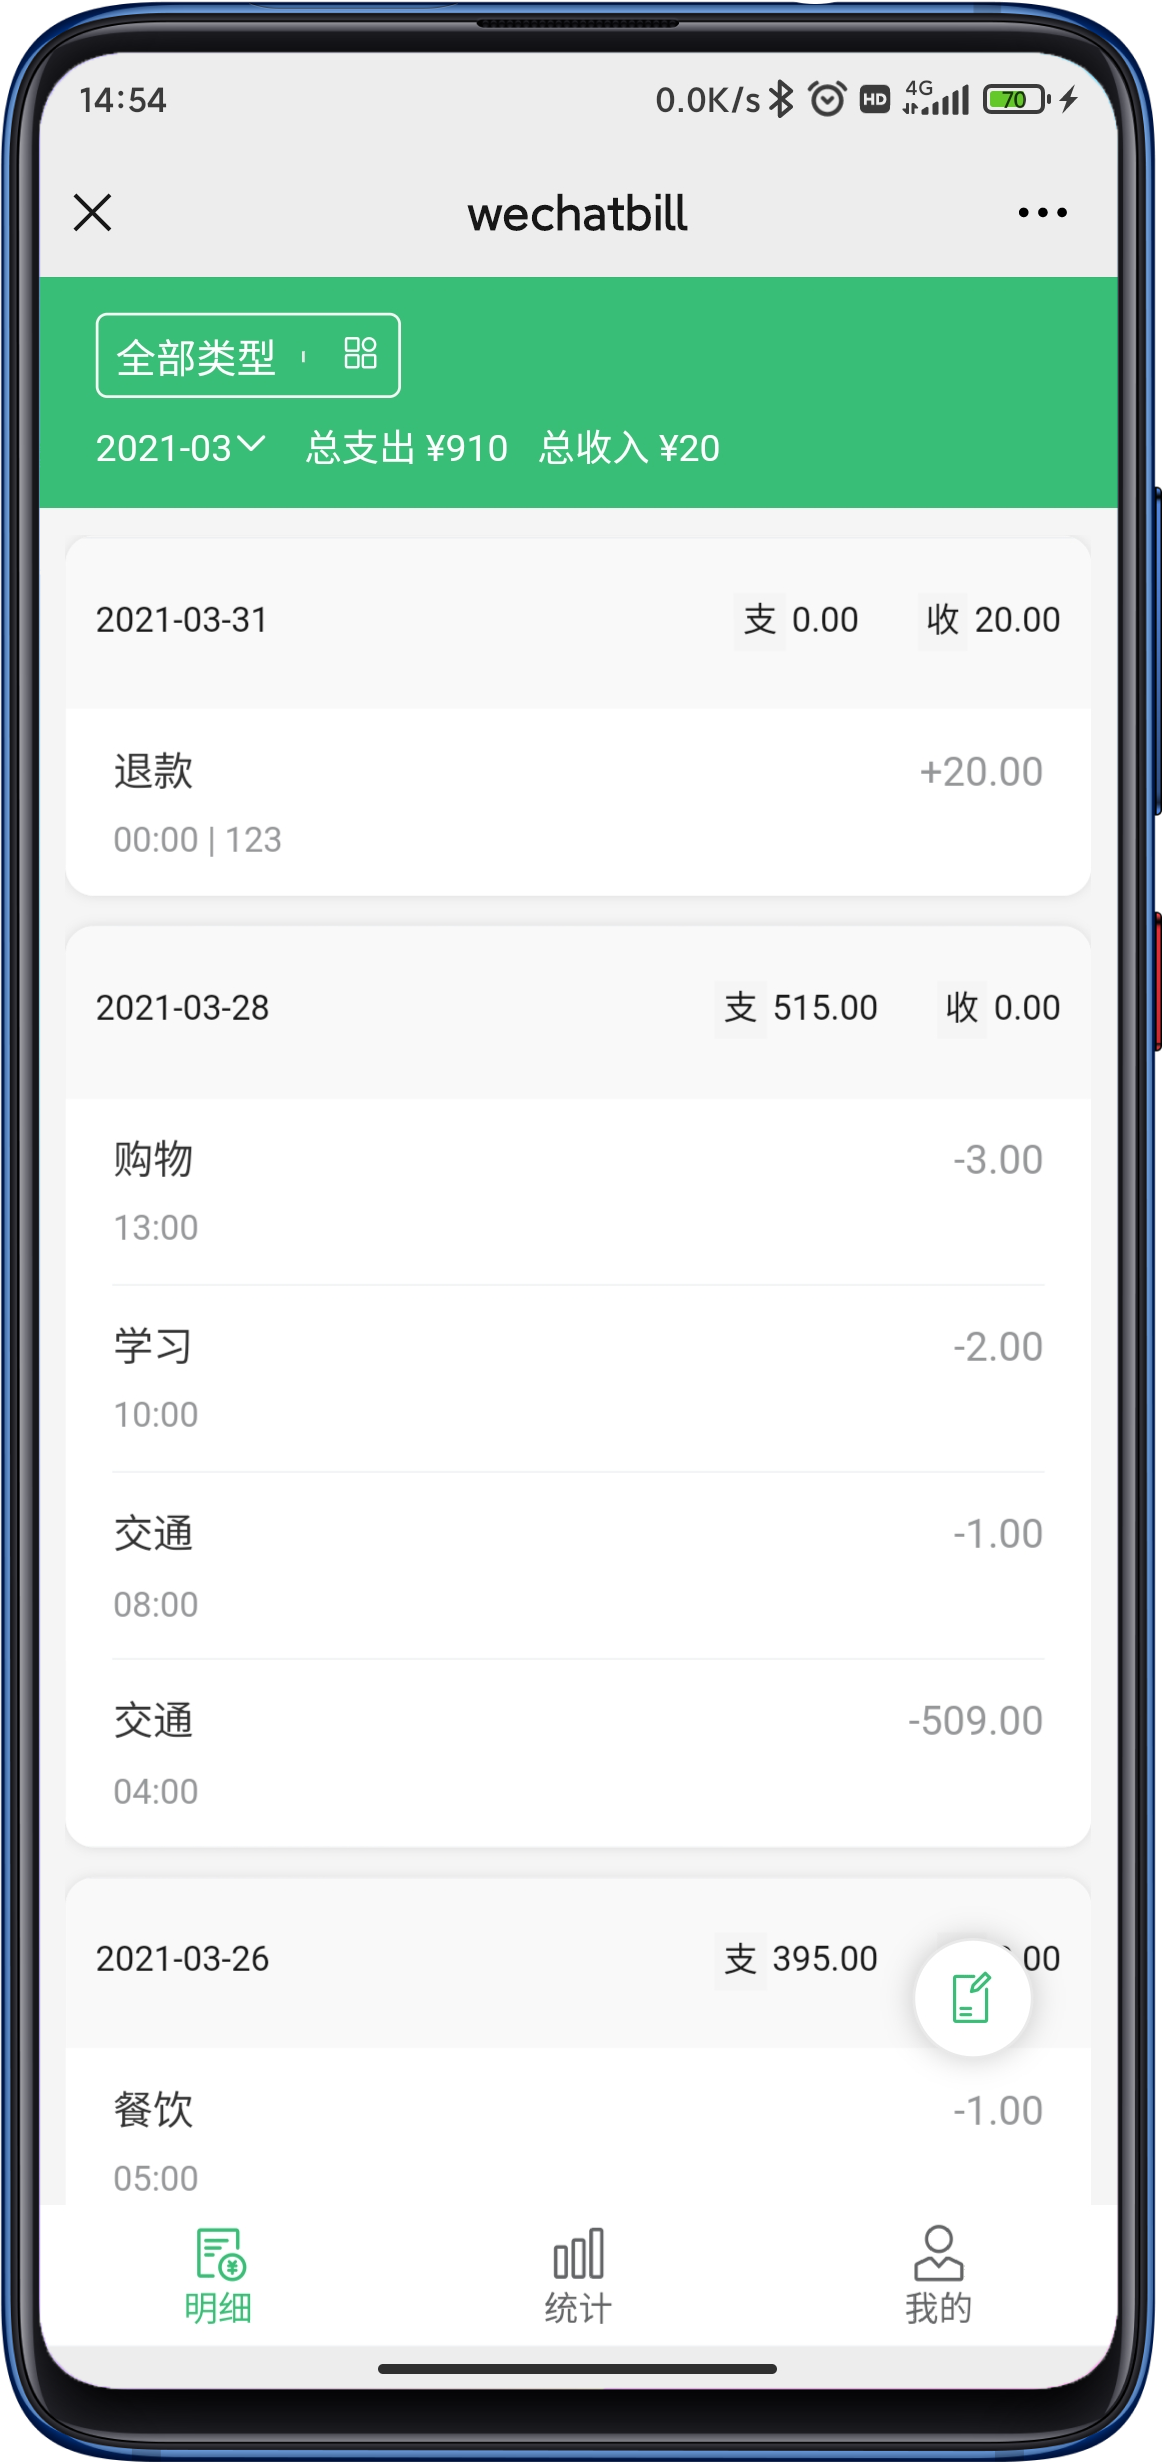 14:54 0.0K/s HD 4G 70
wechatbill
全部类型
2021-03 总支出 ¥910 总收入 ¥20
2021-03-31 支 0.00 收 20.00
退款 +20.00
00:00 | 123
2021-03-28 支 515.00 收 0.00
购物 -3.00
13:00
学习 -2.00
10:00
交通 -1.00
08:00
交通 -509.00
04:00
2021-03-26 支 395.00 .00
餐饮 -1.00
05:00
明细 统计 我的